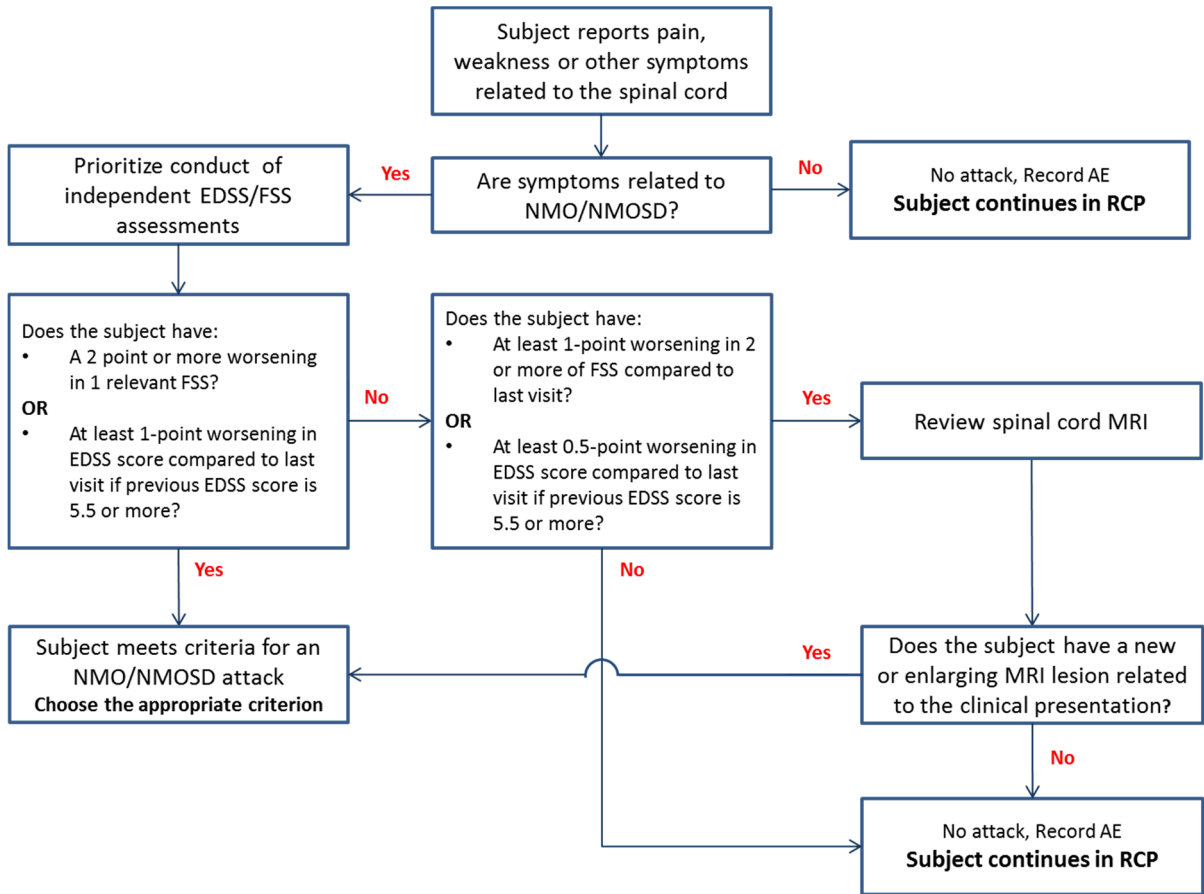 Subject reports pain,
weakness or other symptoms
related to the spinal cord
Prioritize conduct of
independent EDSS/FSS
assessments
Yes
Are symptoms related to
NMO/NMOSD?
No
No attack, Record AE
Subject continues in RCP
Does the subject have:
• A 2 point or more worsening
in 1 relevant FSS?
OR
• At least 1-point worsening in
EDSS score compared to last
visit if previous EDSS score is
5.5 or more?
No
Does the subject have:
• At least 1-point worsening in 2
or more of FSS compared to
last visit?
OR
• At least 0.5-point worsening in
EDSS score compared to last
visit if previous EDSS score is
5.5 or more?
Yes
Review spinal cord MRI
Yes
No
Subject meets criteria for an
NMO/NMOSD attack
Choose the appropriate criterion
Yes
Does the subject have a new
or enlarging MRI lesion related
to the clinical presentation?
No
No attack, Record AE
Subject continues in RCP